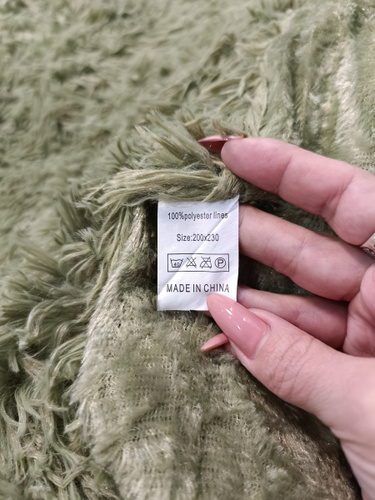 100%polyester lines
Size:200x230
P
MADE IN CHINA